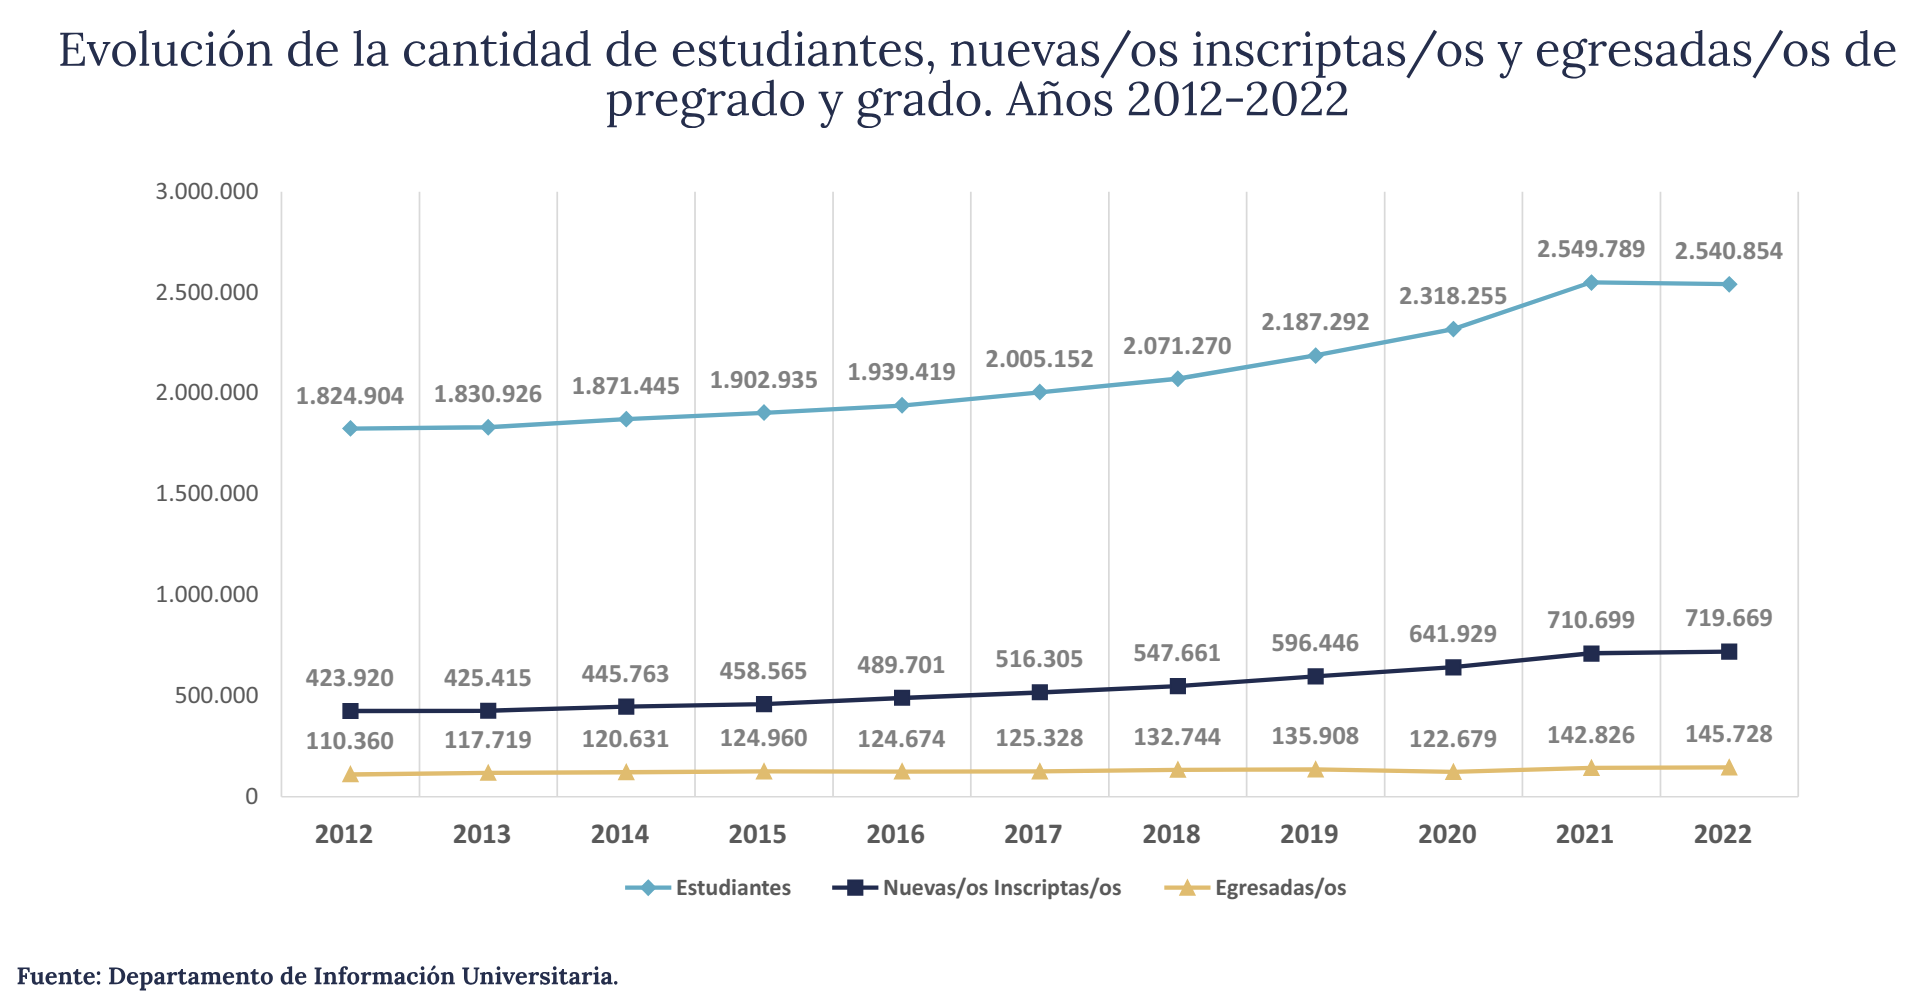 Evolución de la cantidad de estudiantes, nuevas/os inscriptas/os y egresadas/os de
pregrado y grado. Años 2012-2022
3.000.000
2.500.000
2.000.000
1.500.000
1.000.000
500.000
0
1.824.904 1.830.926 1.871.445 1.902.935 1.939.419 2.005.152 2.071.270 2.187.292 2.318.255 2.549.789 2.540.854
423.920 425.415 445.763 458.565 489.701 516.305 547.661 596.446 641.929 710.699 719.669
110.360 117.719 120.631 124.960 124.674 125.328 132.744 135.908 122.679 142.826 145.728
2012 2013 2014 2015 2016 2017 2018 2019 2020 2021 2022
Estudiantes Nuevas/os Inscriptas/os Egresadas/os
Fuente: Departamento de Información Universitaria.